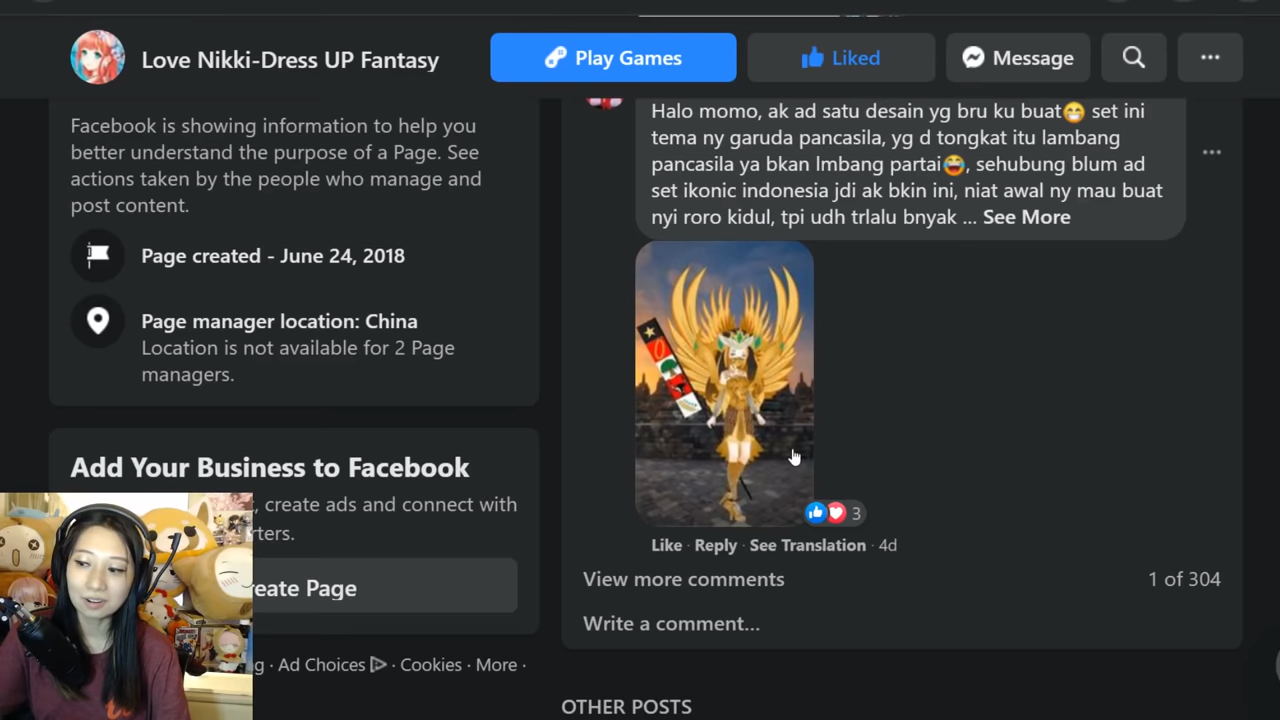 Love Nikki-Dress UP Fantasy
Play Games
Liked
Message
Facebook is showing information to help you
better understand the purpose of a Page. See
actions taken by the people who manage and
post content.
Page created - June 24, 2018
Page manager location: China
Location is not available for 2 Page
managers.
Add Your Business to Facebook
, create ads and connect with
rters.
eate Page
g · Ad Choices · Cookies · More ·
Halo momo, ak ad satu desain yg bru ku buat😁 set ini
tema ny garuda pancasila, yg d tongkat itu lambang
pancasila ya bkan lmbang partai😂, sehubung blum ad
set ikonic indonesia jdi ak bkin ini, niat awal ny mau buat
nyi roro kidul, tpi udh trlalu bnyak ... See More
3
Like · Reply · See Translation · 4d
View more comments
1 of 304
Write a comment...
OTHER POSTS